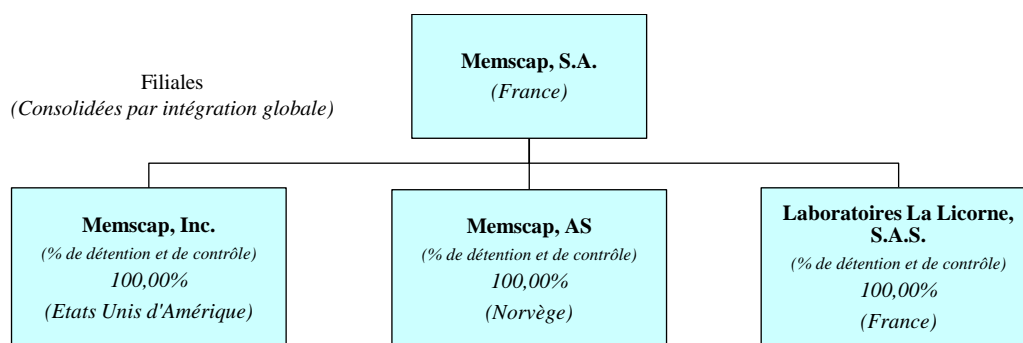 Memscap, S.A.
(France)
Filiales
(Consolidées par intégration globale)
Memscap, Inc.
(% de détention et de contrôle)
100,00%
(Etats Unis d'Amérique)
Memscap, AS
(% de détention et de contrôle)
100,00%
(Norvège)
Laboratoires La Licorne,
S.A.S.
(% de détention et de contrôle)
100,00%
(France)